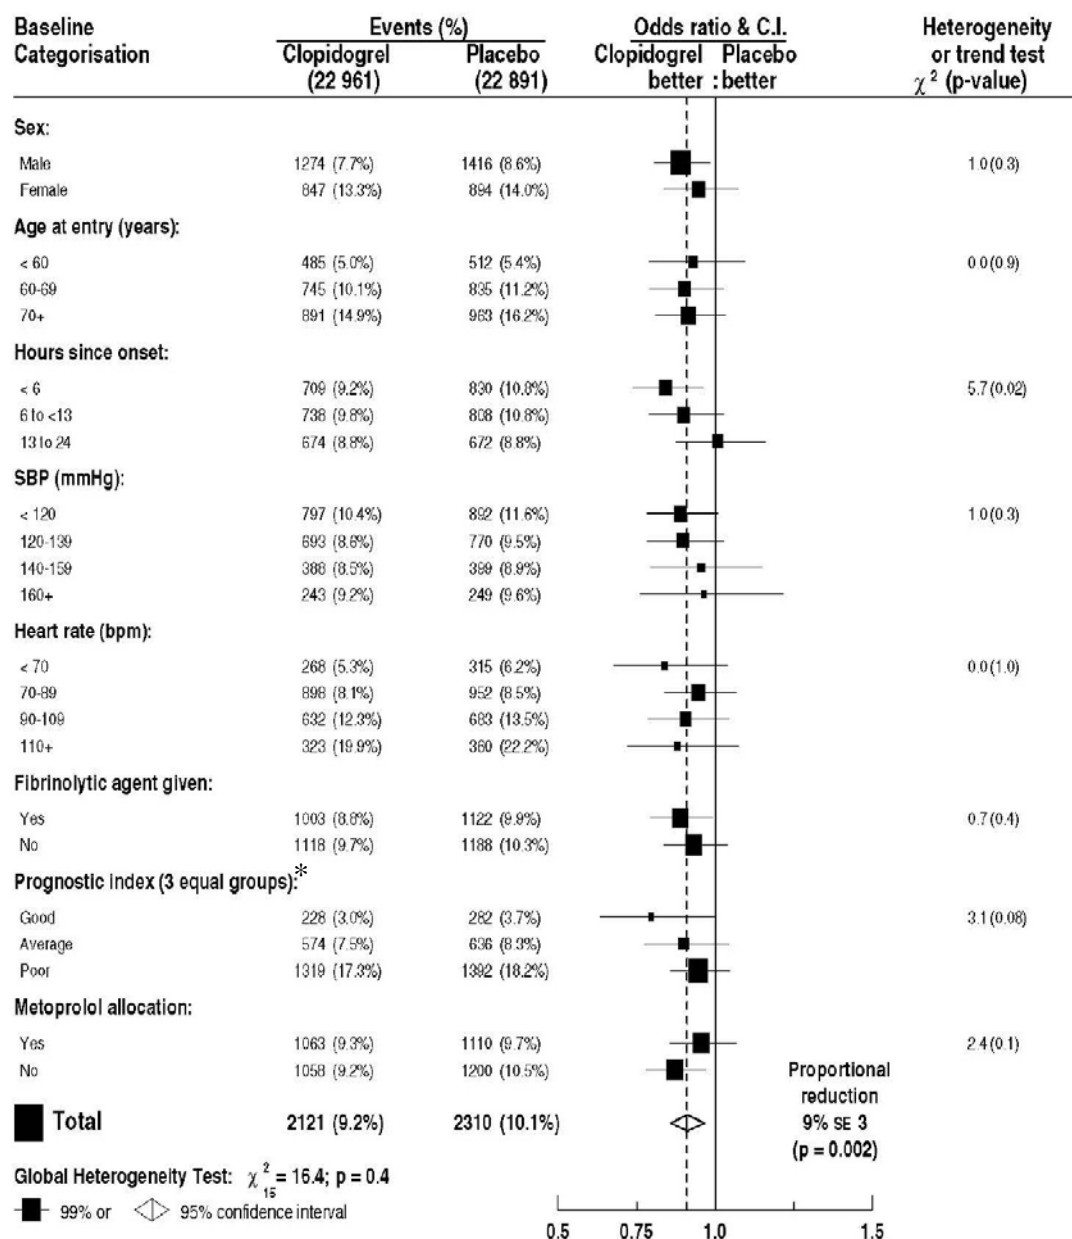 Baseline Events (%) Odds ratio & C.I. Heterogeneity
Categorisation Clopidogrel Placebo Clopidogrel Placebo or trend test
(22 961) (22 891) better : better χ² (p-value)
Sex:
Male 1274 (7.7%) 1416 (8.6%) 1.0(0.3)
Female 847 (13.3%) 894 (14.0%)
Age at entry (years):
< 60 485 (5.0%) 512 (5.4%) 0.0(0.9)
60-69 745 (10.1%) 835 (11.2%)
70+ 891 (14.9%) 963 (16.2%)
Hours since onset:
< 6 709 (9.2%) 830 (10.8%) 5.7(0.02)
6 to <13 738 (9.8%) 808 (10.8%)
13 to 24 674 (8.8%) 672 (8.8%)
SBP (mmHg):
< 120 797 (10.4%) 892 (11.6%) 1.0(0.3)
120-139 693 (8.6%) 770 (9.5%)
140-159 388 (8.5%) 399 (8.9%)
160+ 243 (9.2%) 249 (9.6%)
Heart rate (bpm):
< 70 268 (5.3%) 315 (6.2%) 0.0(1.0)
70-89 898 (8.1%) 952 (8.5%)
90-109 632 (12.3%) 683 (13.5%)
110+ 323 (19.9%) 360 (22.2%)
Fibrinolytic agent given:
Yes 1003 (8.8%) 1122 (9.9%) 0.7(0.4)
No 1118 (9.7%) 1188 (10.3%)
Prognostic index (3 equal groups):*
Good 228 (3.0%) 282 (3.7%) 3.1(0.08)
Average 574 (7.5%) 636 (8.3%)
Poor 1319 (17.3%) 1392 (18.2%)
Metoprolol allocation:
Yes 1063 (9.3%) 1110 (9.7%) 2.4(0.1)
No 1058 (9.2%) 1200 (10.5%)
Proportional
reduction
Total 2121 (9.2%) 2310 (10.1%) 9% SE 3
(p = 0.002)
Global Heterogeneity Test: χ²₁₆ = 16.4; p = 0.4
99% or 95% confidence interval
0.5 0.75 1.0 1.5